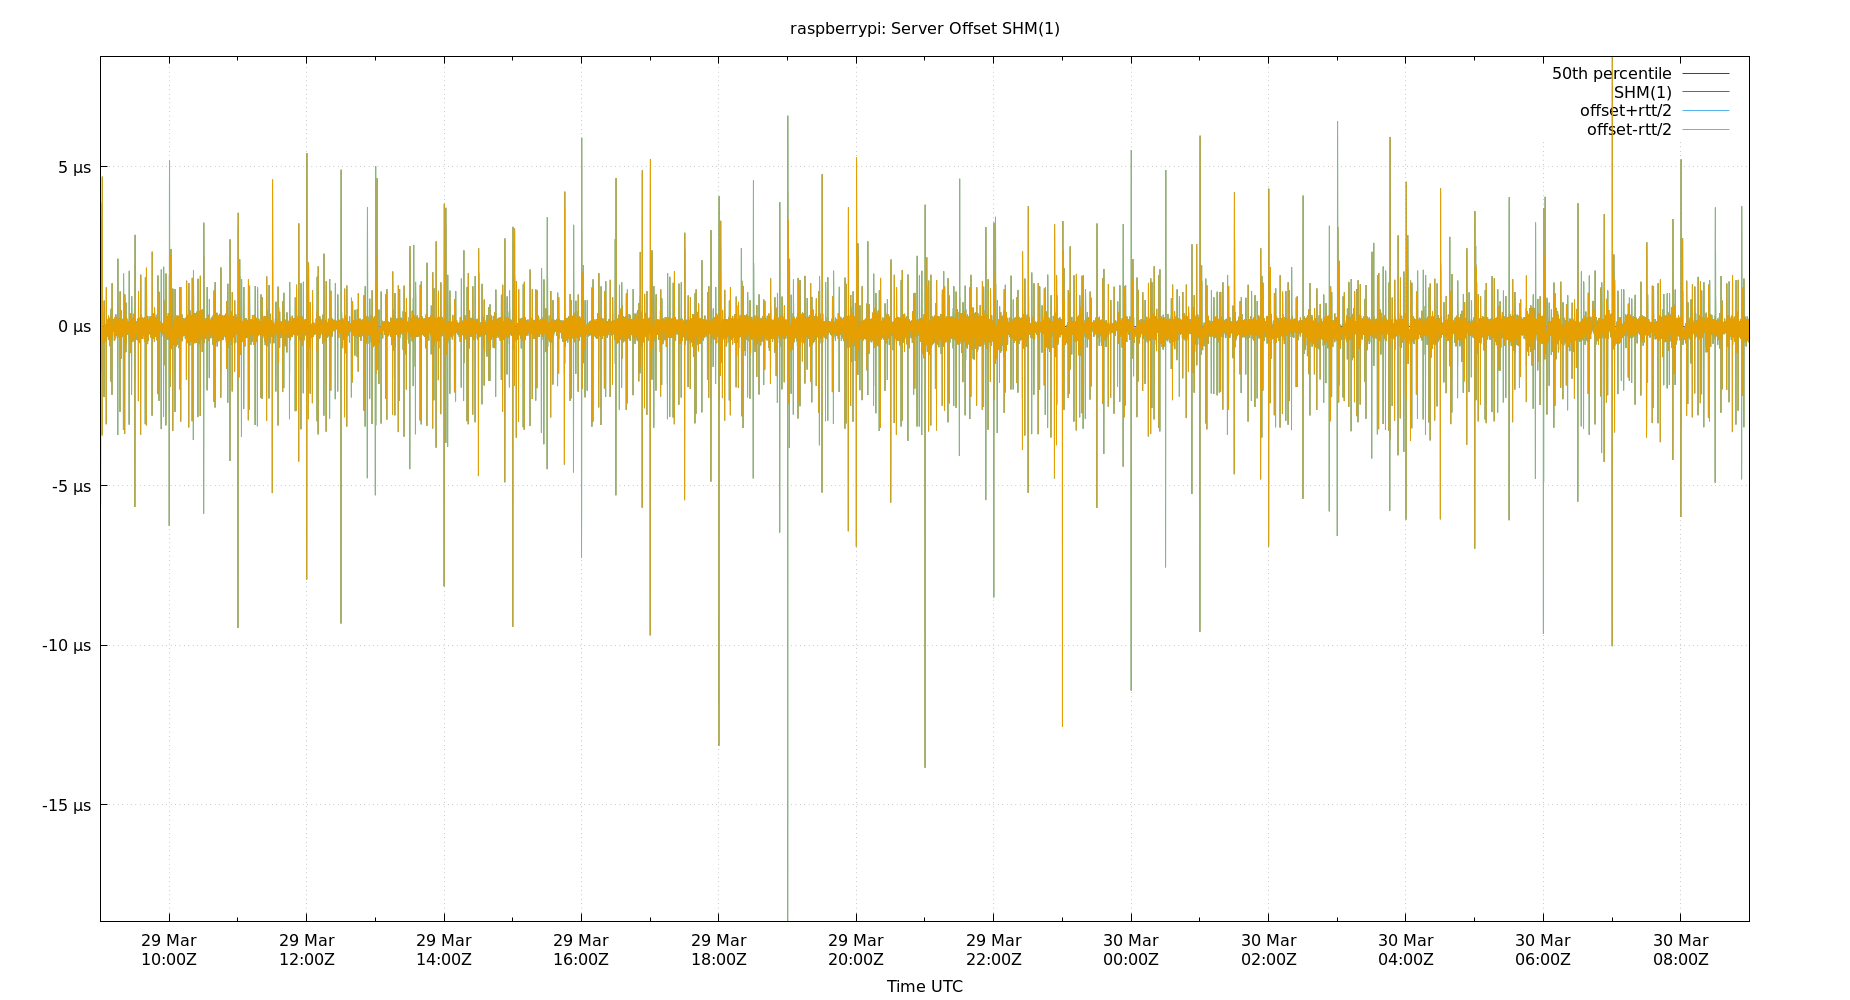 raspberrypi: Server Offset SHM(1)
50th percentile
SHM(1)
offset+rtt/2
offset-rtt/2
5 µs
0 µs
-5 µs
-10 µs
-15 µs
29 Mar 29 Mar 29 Mar 29 Mar 29 Mar 29 Mar 29 Mar 30 Mar 30 Mar 30 Mar 30 Mar 30 Mar
10:00Z 12:00Z 14:00Z 16:00Z 18:00Z 20:00Z 22:00Z 00:00Z 02:00Z 04:00Z 06:00Z 08:00Z
Time UTC